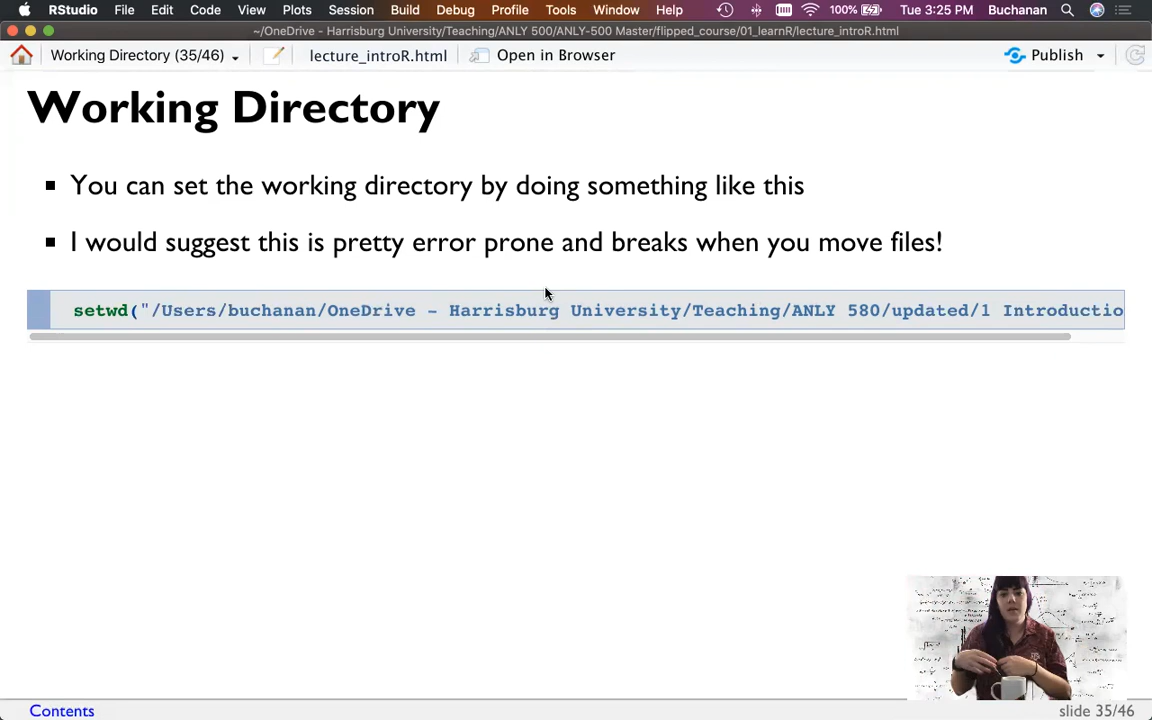 RStudio File Edit Code View Plots Session Build Debug Profile Tools Window Help 100% Tue 3:25 PM Buchanan
~/OneDrive - Harrisburg University/Teaching/ANLY 500/ANLY-500 Master/flipped_course/01_learnR/lecture_introR.html
Working Directory (35/46) lecture_introR.html Open in Browser Publish
Working Directory
▪ You can set the working directory by doing something like this
▪ I would suggest this is pretty error prone and breaks when you move files!
setwd("/Users/buchanan/OneDrive - Harrisburg University/Teaching/ANLY 580/updated/1 Introductio
Contents slide 35/46